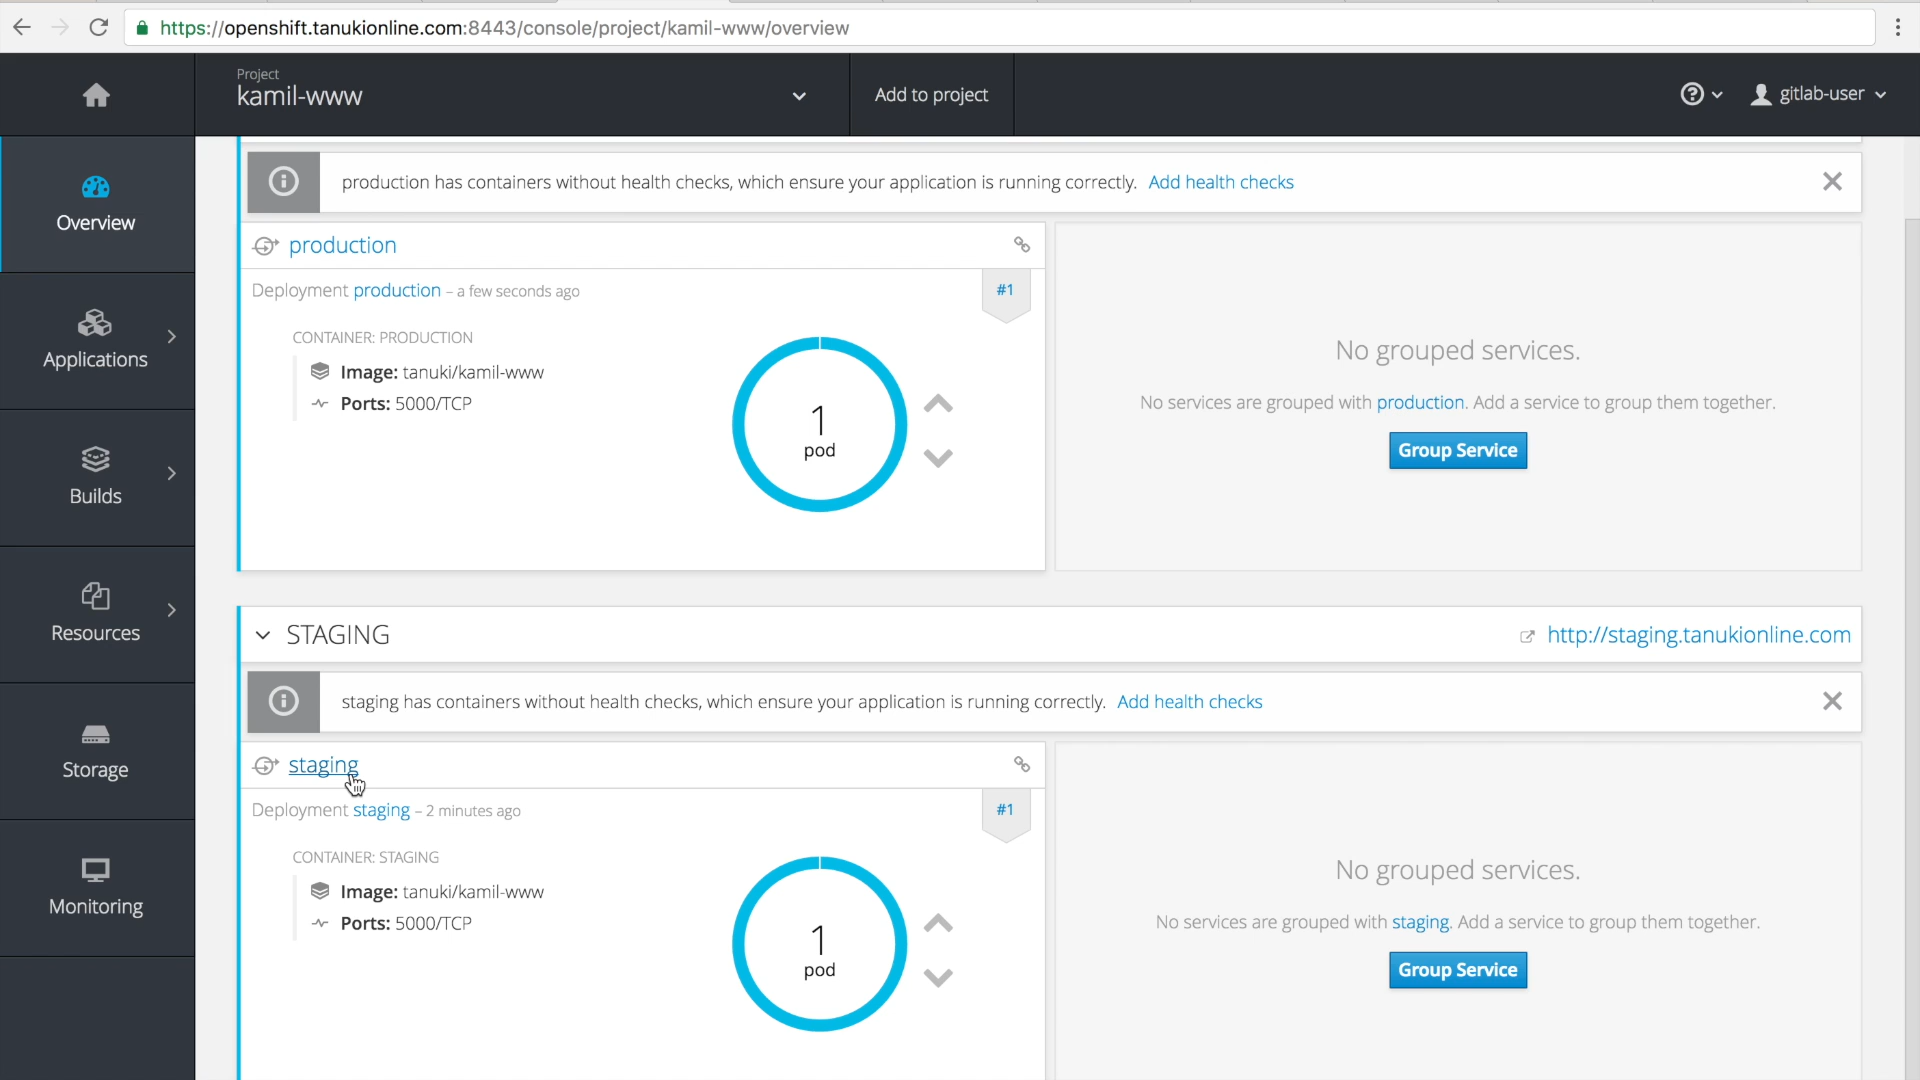 https://openshift.tanukionline.com:8443/console/project/kamil-www/overview
Project
kamil-www
Add to project
gitlab-user
production has containers without health checks, which ensure your application is running correctly. Add health checks
Overview
production
Deployment production – a few seconds ago
#1
CONTAINER: PRODUCTION
Image: tanuki/kamil-www
Ports: 5000/TCP
1
pod
No grouped services.
No services are grouped with production. Add a service to group them together.
Group Service
Applications
Builds
Resources
STAGING
http://staging.tanukionline.com
staging has containers without health checks, which ensure your application is running correctly. Add health checks
Storage
staging
Deployment staging – 2 minutes ago
#1
CONTAINER: STAGING
Image: tanuki/kamil-www
Ports: 5000/TCP
1
pod
No grouped services.
No services are grouped with staging. Add a service to group them together.
Group Service
Monitoring